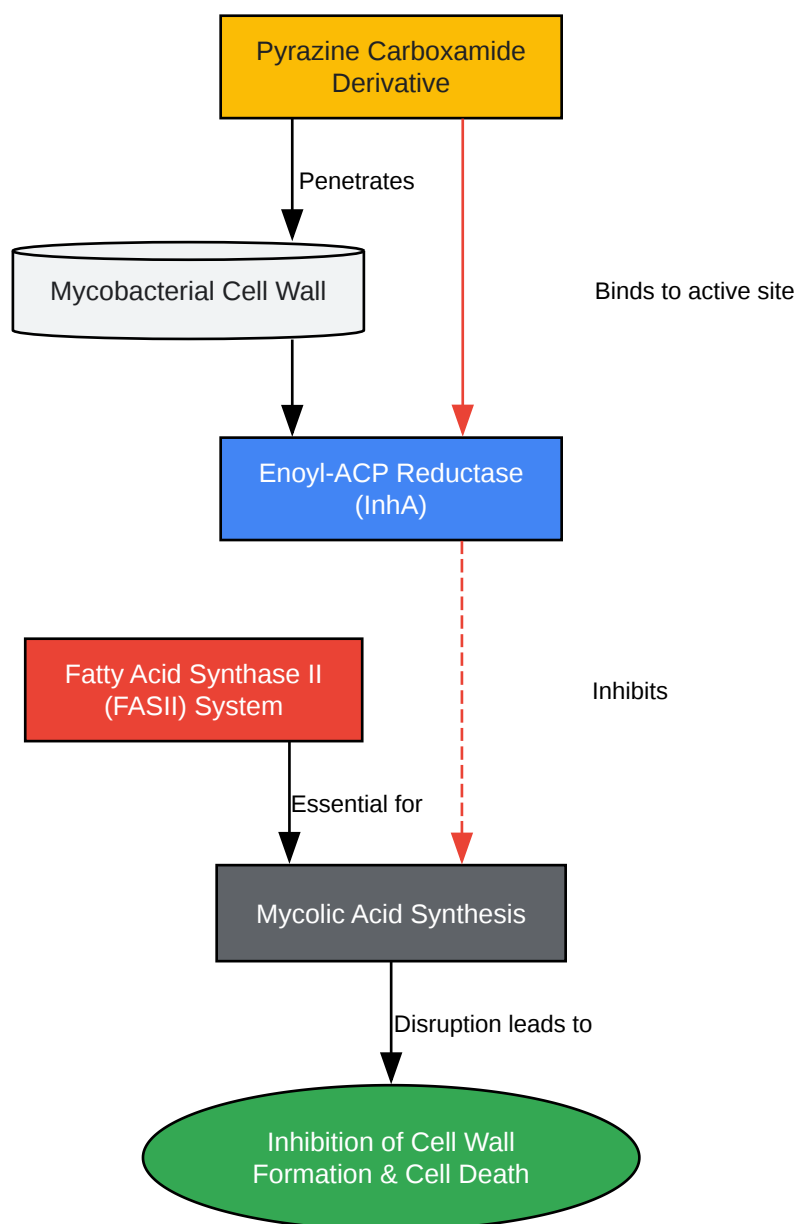 Pyrazine Carboxamide
Derivative
Penetrates
Mycobacterial Cell Wall
Binds to active site
Enoyl-ACP Reductase
(InhA)
Fatty Acid Synthase II
(FASII) System
Inhibits
Essential for
Mycolic Acid Synthesis
Disruption leads to
Inhibition of Cell Wall
Formation & Cell Death